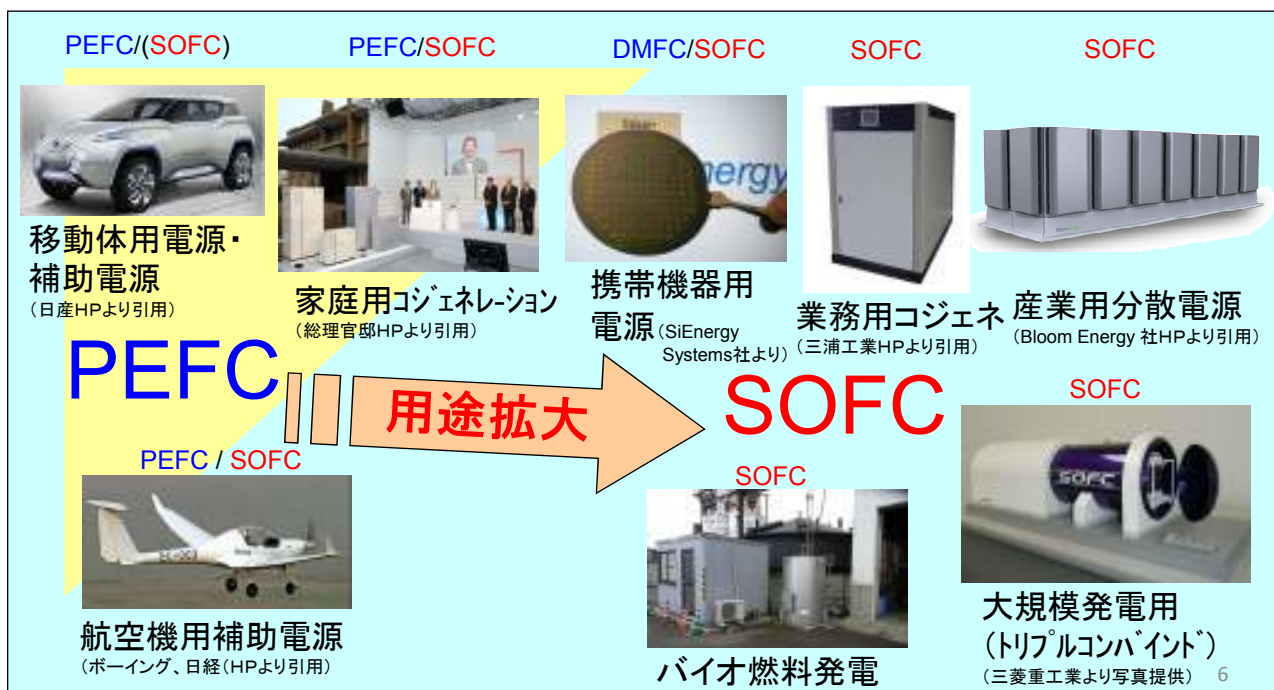 PEFC/(SOFC)
PEFC/SOFC
DMFC/SOFC
SOFC
SOFC
移動体用電源・
補助電源
(日産HPより引用)
家庭用コジェネレーション
(総理官邸HPより引用)
携帯機器用
電源(SiEnergy
Systems社より)
業務用コジェネ
(三浦工業HPより引用)
産業用分散電源
(Bloom Energy 社HPより引用)
PEFC
用途拡大
SOFC
PEFC / SOFC
航空機用補助電源
(ボーイング、日経(HPより引用)
SOFC
バイオ燃料発電
SOFC
SOFC
大規模発電用
(トリプルコンバインド)
(三菱重工業より写真提供)
6